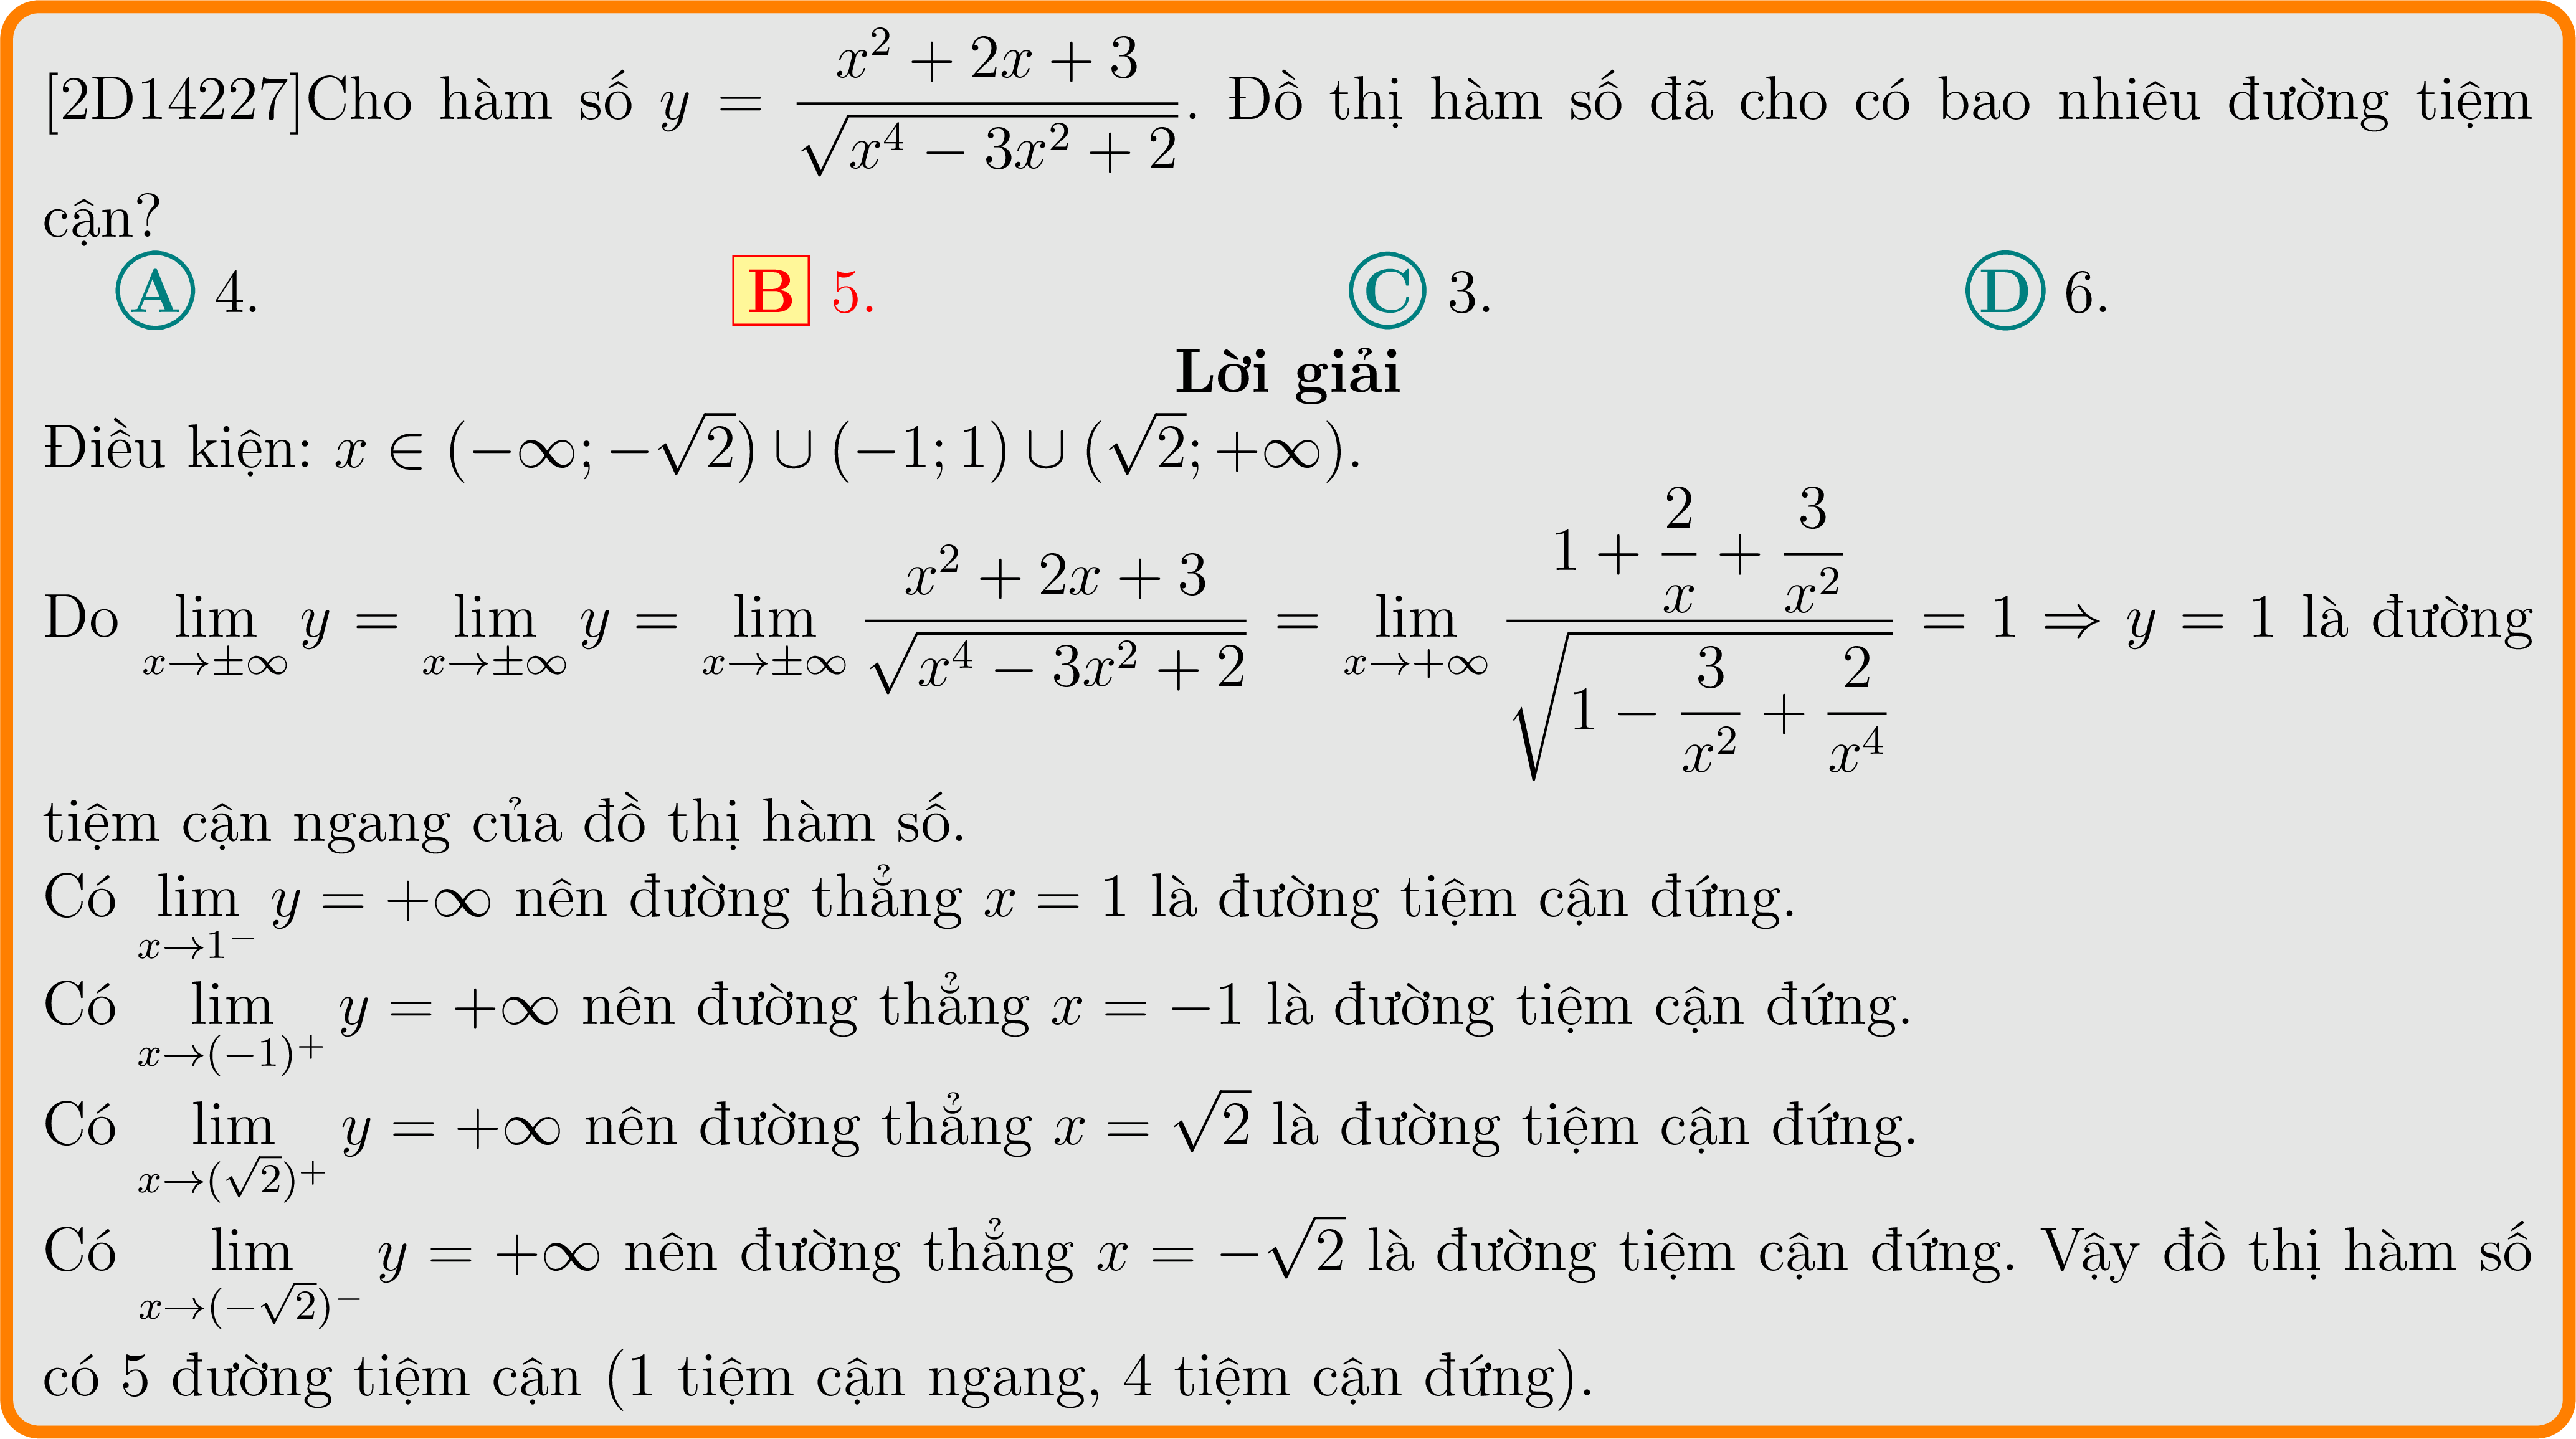 [2D14227]Cho hàm số $y = \dfrac{x^2 + 2x + 3}{\sqrt{x^4 - 3x^2 + 2}}$. Đồ thị hàm số đã cho có bao nhiêu đường tiệm
cận?
A 4. B 5. C 3. D 6.
Lời giải
Điều kiện: $x \in (-\infty; -\sqrt{2}) \cup (-1; 1) \cup (\sqrt{2}; +\infty)$.
Do $\lim\limits_{x \to \pm\infty} y = \lim\limits_{x \to \pm\infty} y = \lim\limits_{x \to \pm\infty} \dfrac{x^2 + 2x + 3}{\sqrt{x^4 - 3x^2 + 2}} = \lim\limits_{x \to +\infty} \dfrac{1 + \dfrac{2}{x} + \dfrac{3}{x^2}}{\sqrt{1 - \dfrac{3}{x^2} + \dfrac{2}{x^4}}} = 1 \Rightarrow y = 1$ là đường
tiệm cận ngang của đồ thị hàm số.
Có $\lim\limits_{x \to 1^-} y = +\infty$ nên đường thẳng $x = 1$ là đường tiệm cận đứng.
Có $\lim\limits_{x \to (-1)^+} y = +\infty$ nên đường thẳng $x = -1$ là đường tiệm cận đứng.
Có $\lim\limits_{x \to (\sqrt{2})^+} y = +\infty$ nên đường thẳng $x = \sqrt{2}$ là đường tiệm cận đứng.
Có $\lim\limits_{x \to (-\sqrt{2})^-} y = +\infty$ nên đường thẳng $x = -\sqrt{2}$ là đường tiệm cận đứng. Vậy đồ thị hàm số
có 5 đường tiệm cận (1 tiệm cận ngang, 4 tiệm cận đứng).